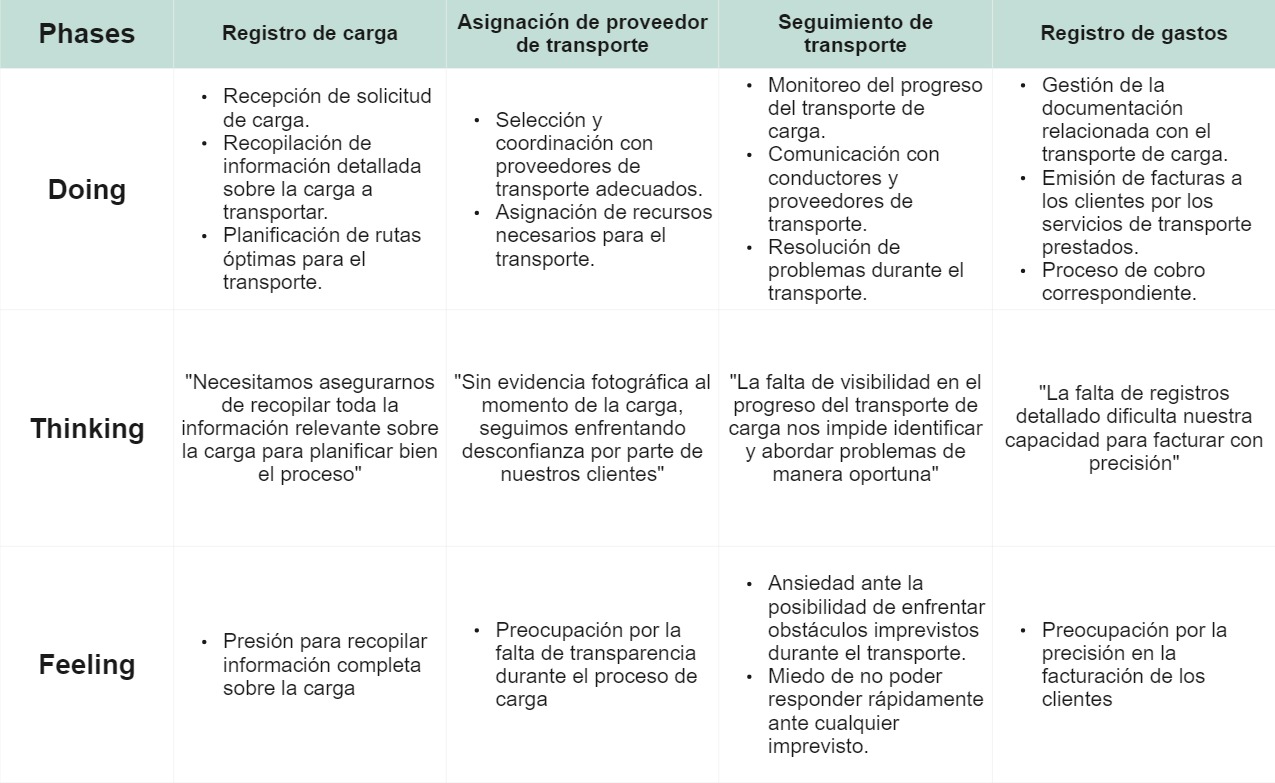 Phases
Registro de carga
Asignación de proveedor
de transporte
Seguimiento de
transporte
Registro de gastos
Doing
• Recepción de solicitud
de carga.
• Recopilación de
información detallada
sobre la carga a
transportar.
• Planificación de rutas
óptimas para el
transporte.
• Selección y
coordinación con
proveedores de
transporte adecuados.
• Asignación de recursos
necesarios para el
transporte.
• Monitoreo del progreso
del transporte de
carga.
• Comunicación con
conductores y
proveedores de
transporte.
• Resolución de
problemas durante el
transporte.
• Gestión de la
documentación
relacionada con el
transporte de carga.
• Emisión de facturas a
los clientes por los
servicios de transporte
prestados.
• Proceso de cobro
correspondiente.
Thinking
"Necesitamos asegurarnos
de recopilar toda la
información relevante sobre
la carga para planificar bien
el proceso"
"Sin evidencia fotográfica al
momento de la carga,
seguimos enfrentando
desconfianza por parte de
nuestros clientes"
"La falta de visibilidad en el
progreso del transporte de
carga nos impide identificar
y abordar problemas de
manera oportuna"
"La falta de registros
detallado dificulta nuestra
capacidad para facturar con
precisión"
Feeling
• Presión para recopilar
información completa
sobre la carga
• Preocupación por la
falta de transparencia
durante el proceso de
carga
• Ansiedad ante la
posibilidad de enfrentar
obstáculos imprevistos
durante el transporte.
• Miedo de no poder
responder rápidamente
ante cualquier
imprevisto.
• Preocupación por la
precisión en la
facturación de los
clientes